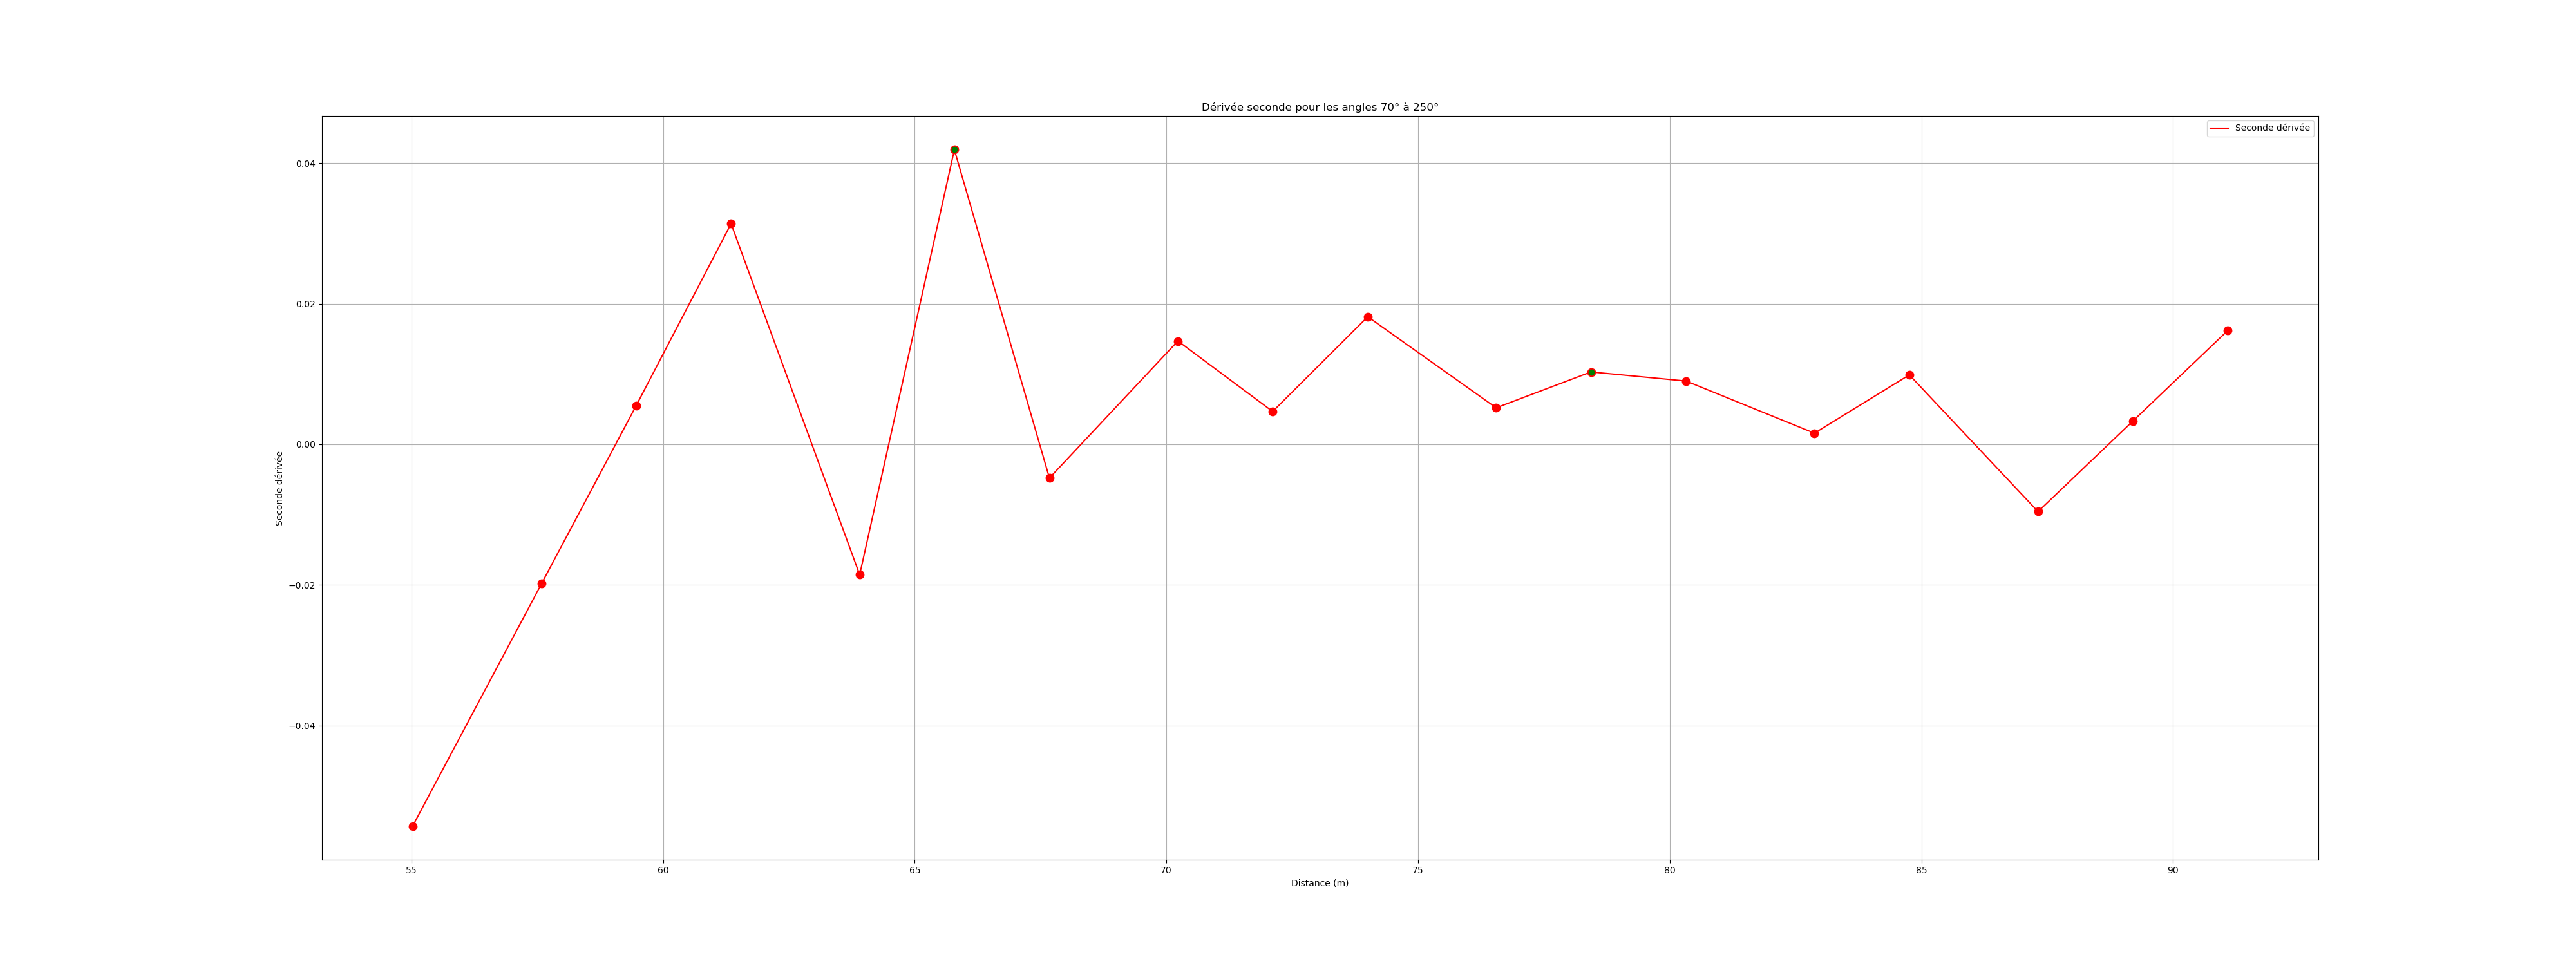 Dérivée seconde pour les angles 70° à 250°
Seconde dérivée
0.04
0.02
0.00
−0.02
−0.04
Seconde dérivée
55 60 65 70 75 80 85 90
Distance (m)